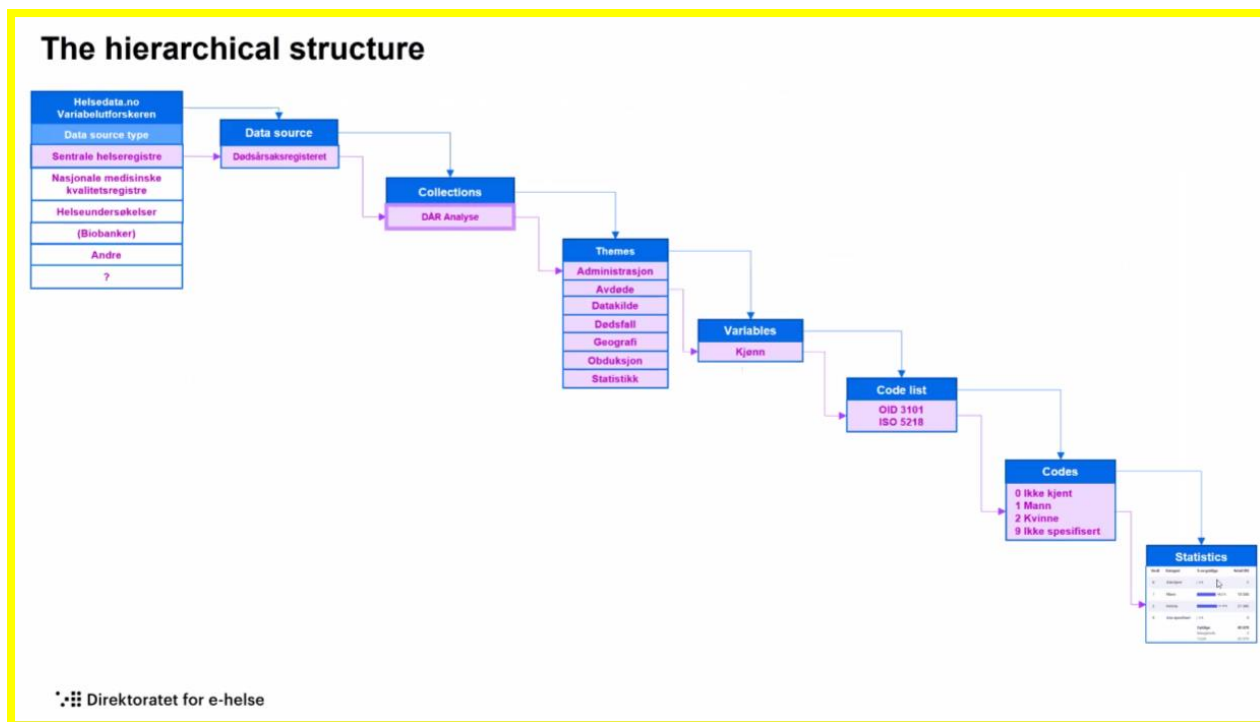 The hierarchical structure
Helsedata.no
Variabelutforskeren
Data source type
Sentrale helseregistre
Nasjonale medisinske
kvalitetsregistre
Helseundersøkelser
(Biobanker)
Andre
?
Data source
Dødsårsaksregisteret
Collections
DÅR Analyse
Themes
Administrasjon
Avdøde
Datakilde
Dødsfall
Geografi
Obduksjon
Statistikk
Variables
Kjønn
Code list
OID 3101
ISO 5218
Codes
0 Ikke kjent
1 Mann
2 Kvinne
9 Ikke spesifisert
Statistics
Direktoratet for e-helse